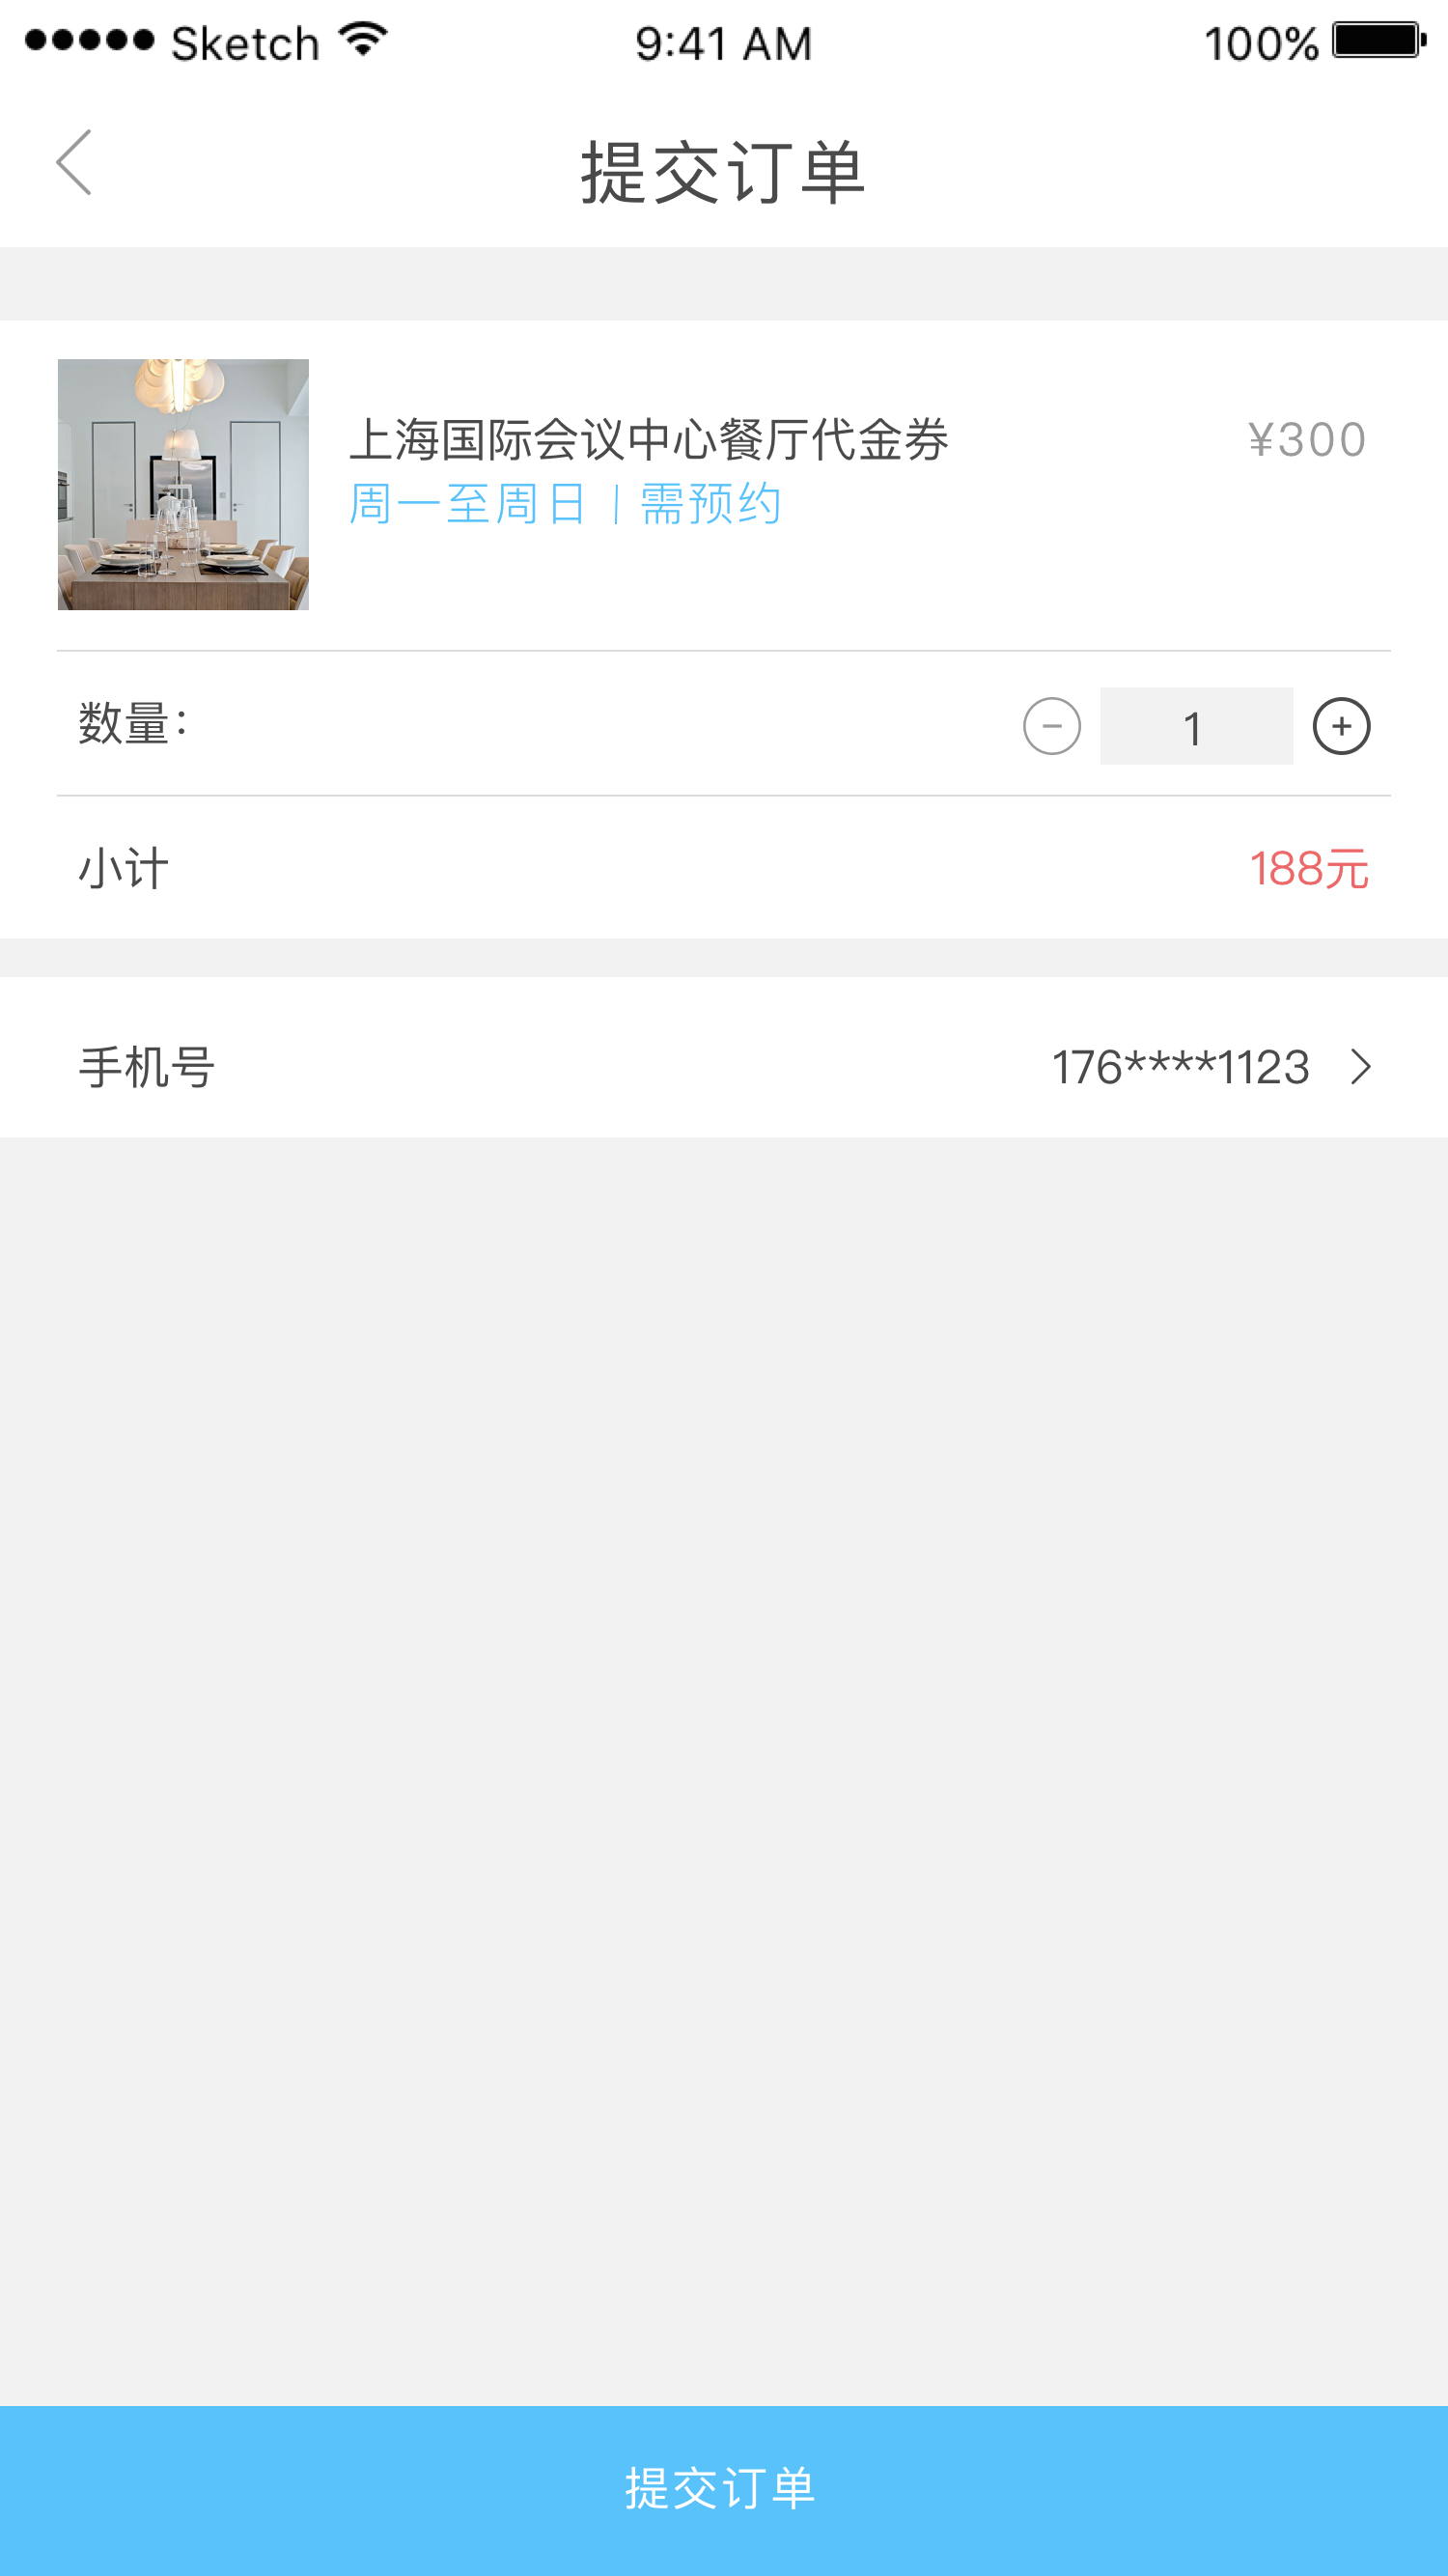 Sketch 9:41 AM 100%
提交订单
上海国际会议中心餐厅代金券 ¥300
周一至周日 | 需预约
数量: 1
小计 188元
手机号 176****1123
提交订单